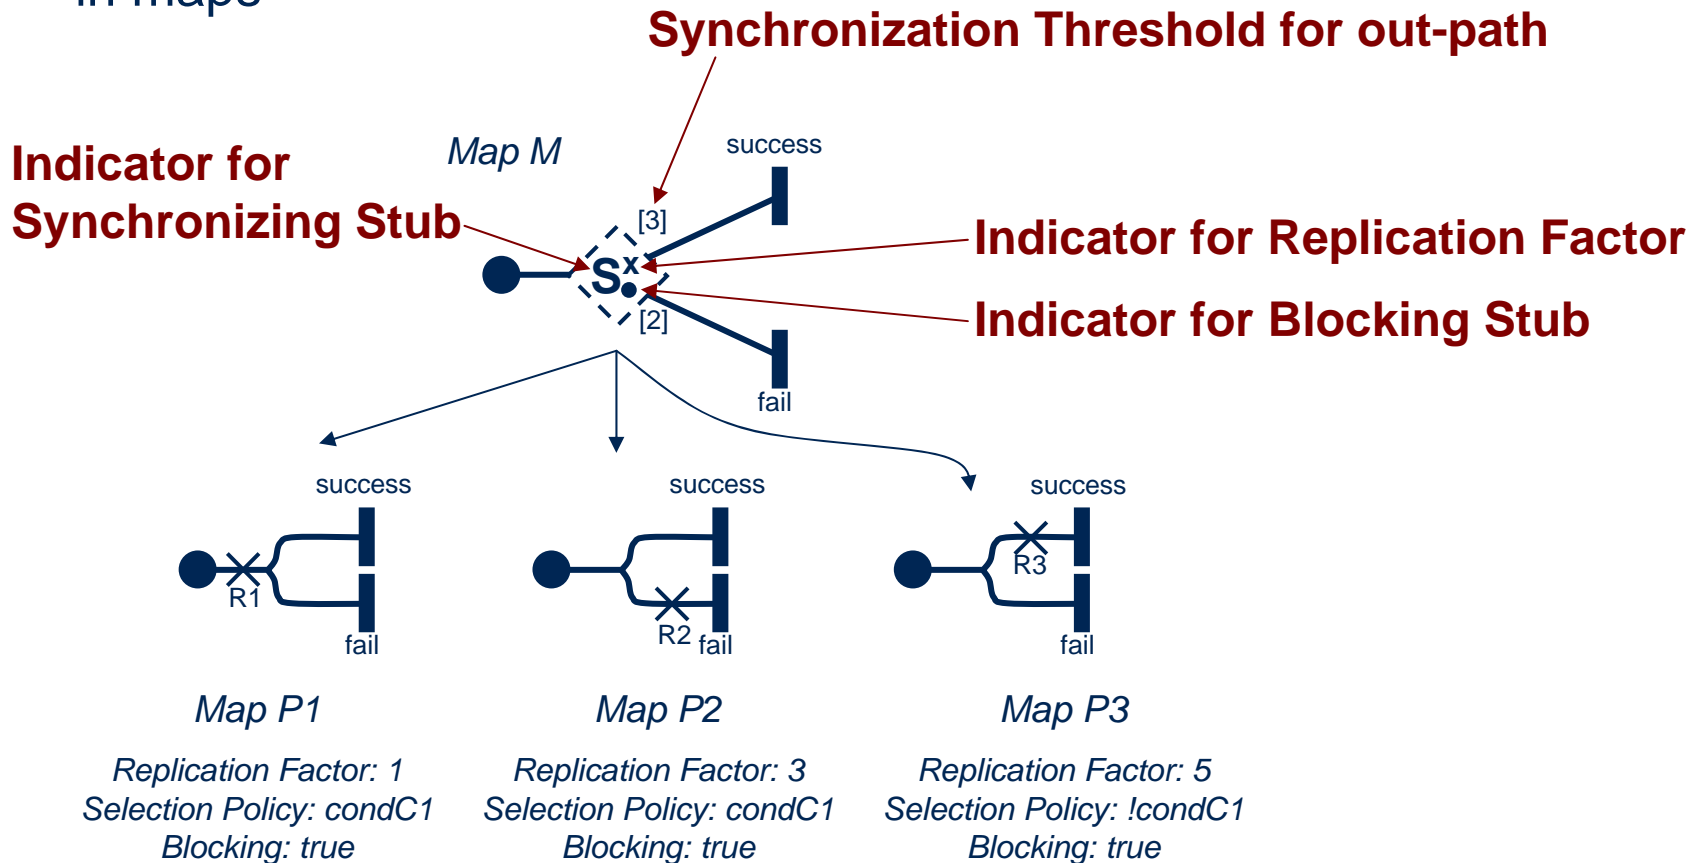 in maps
Synchronization Threshold for out-path
Indicator for
Synchronizing Stub
Map M
success
[3]
S x
Indicator for Replication Factor
Indicator for Blocking Stub
[2]
fail
success
R1
fail
Map P1
Replication Factor: 1
Selection Policy: condC1
Blocking: true
success
R2
fail
Map P2
Replication Factor: 3
Selection Policy: condC1
Blocking: true
success
R3
fail
Map P3
Replication Factor: 5
Selection Policy: !condC1
Blocking: true